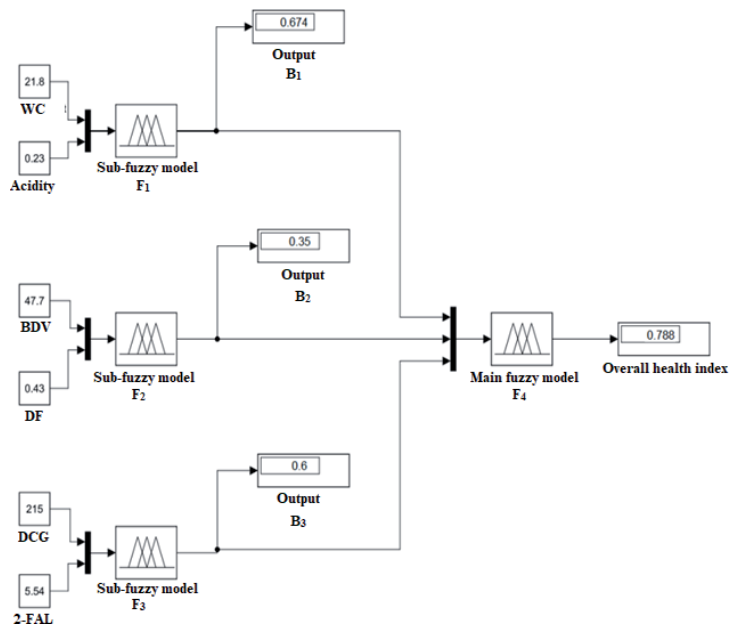 0.674
Output
B1
21.8
WC
0.23
Acidity
Sub-fuzzy model
F1
0.35
Output
B2
47.7
BDV
0.43
DF
Sub-fuzzy model
F2
Main fuzzy model
F4
0.788
Overall health index
0.6
Output
B3
215
DCG
5.54
2-FAL
Sub-fuzzy model
F3